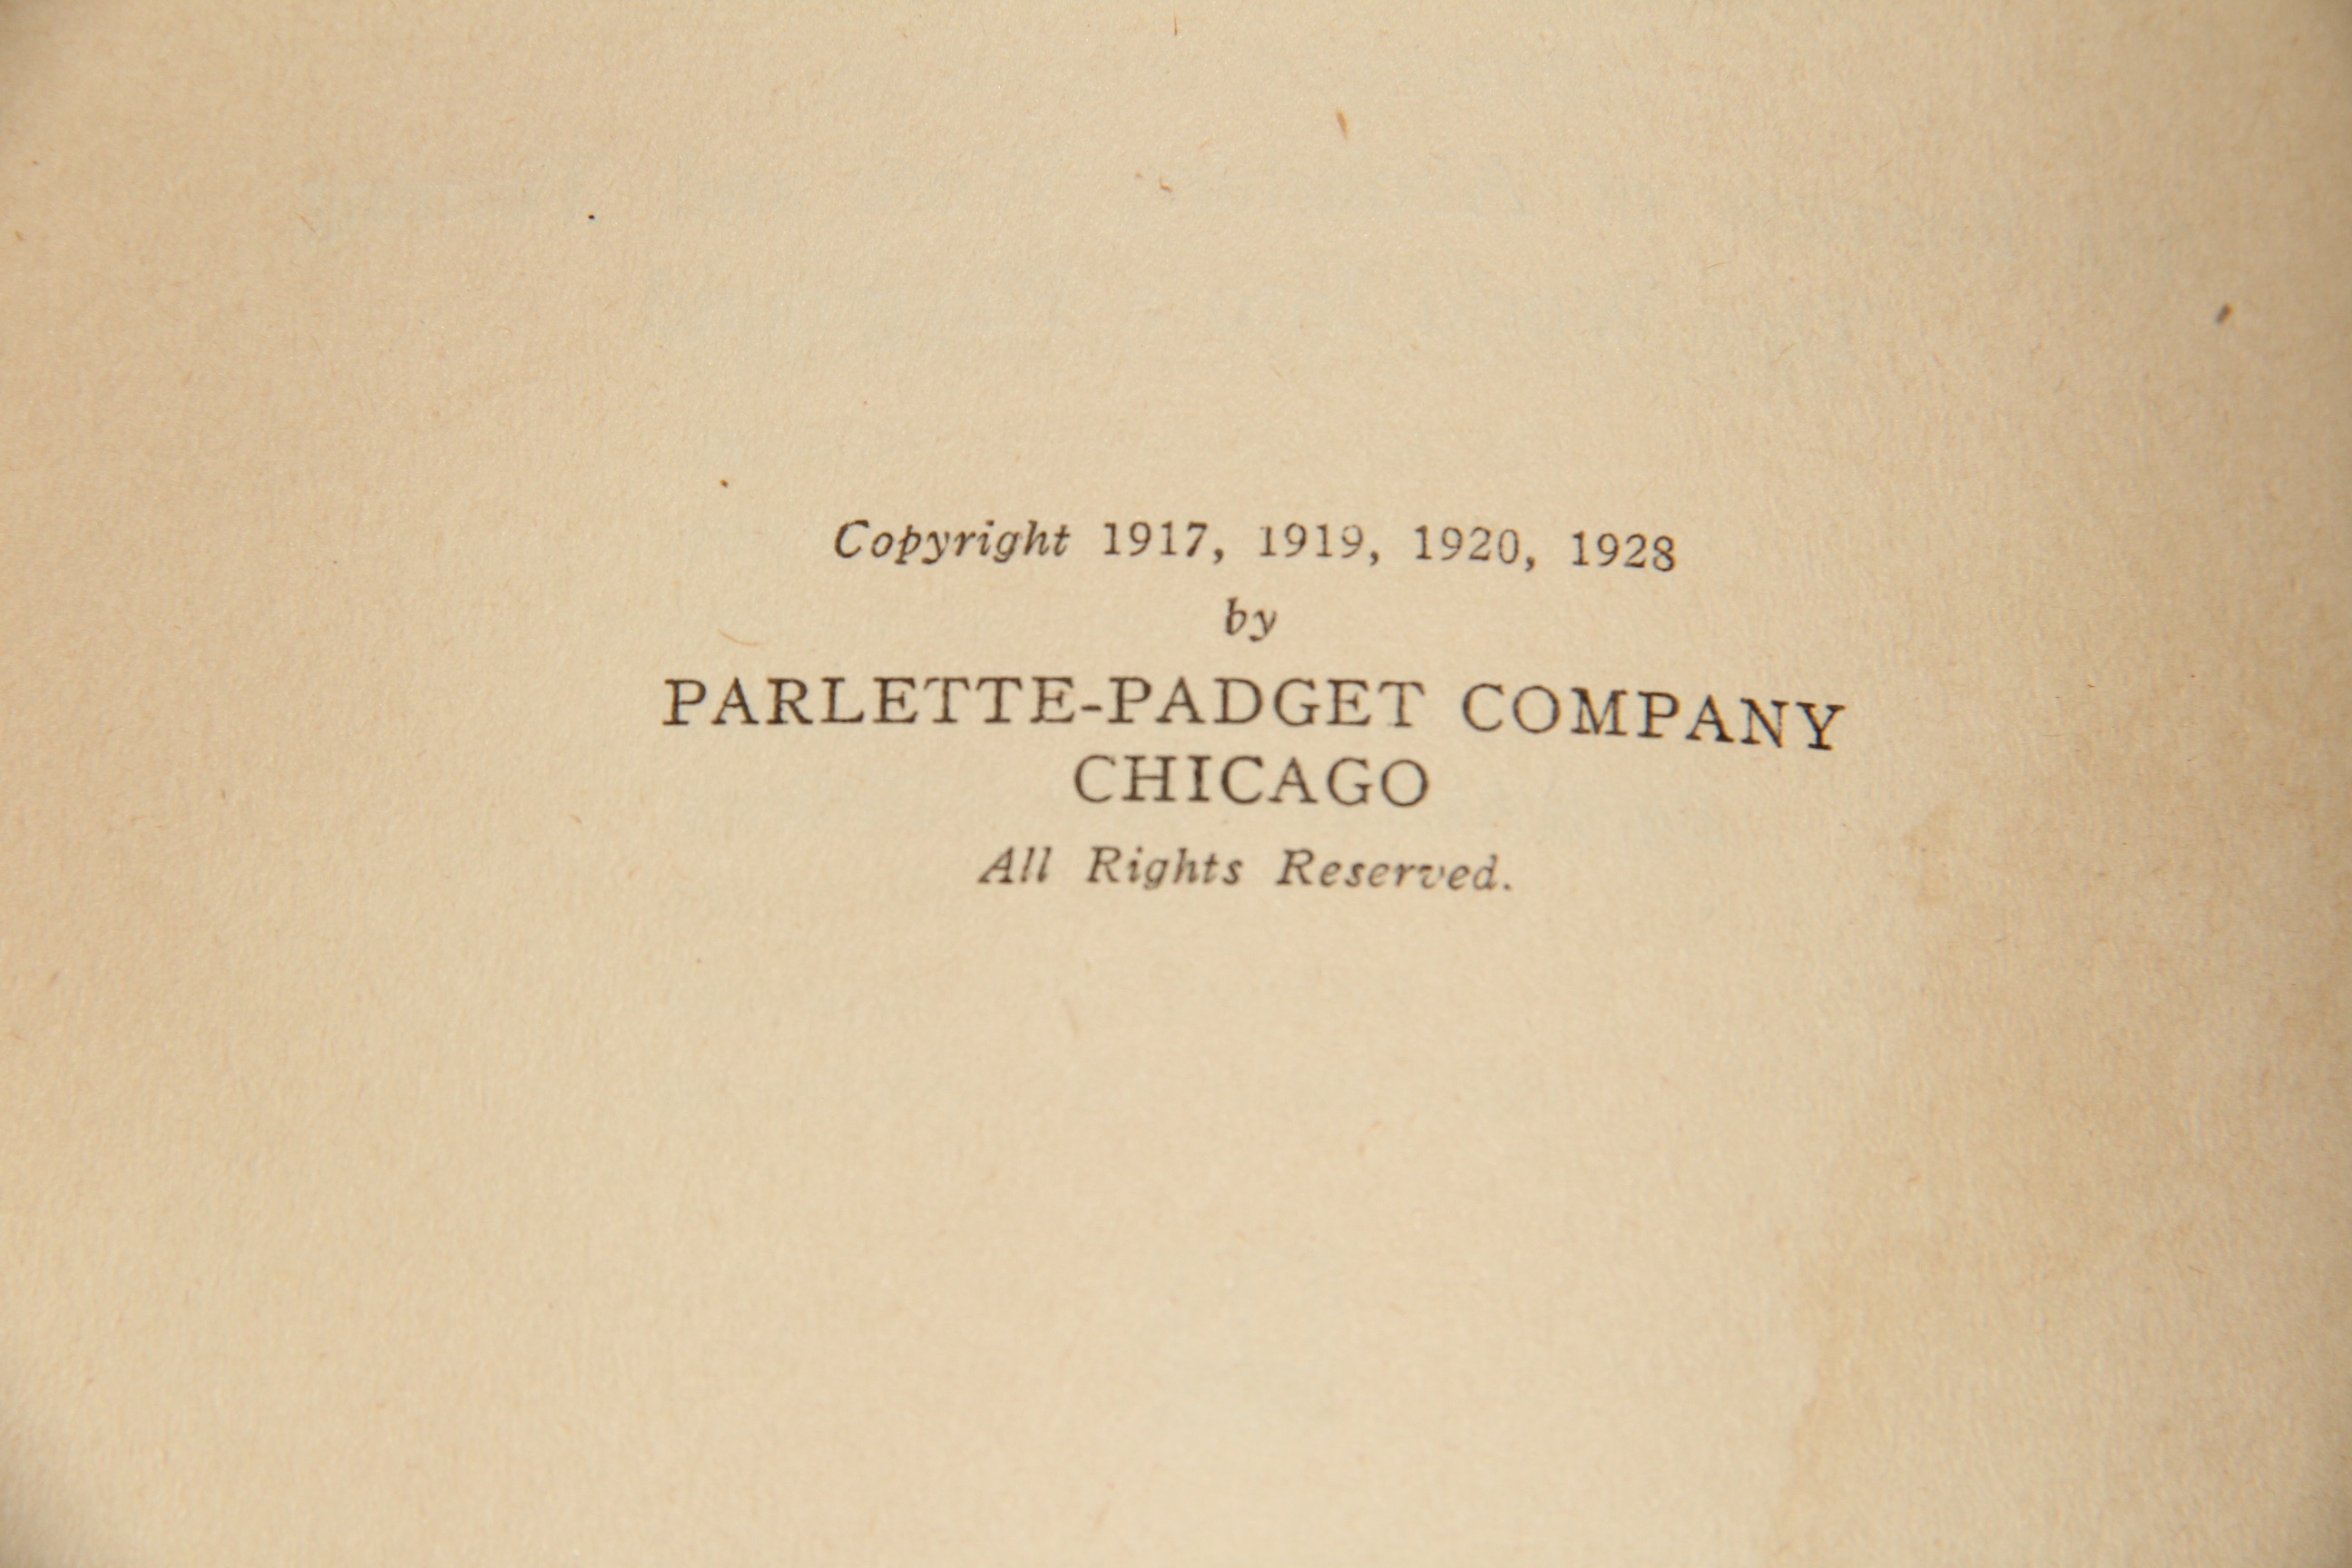 Copyright 1917, 1919, 1920, 1928
by
PARLETTE-PADGET COMPANY
CHICAGO
All Rights Reserved.